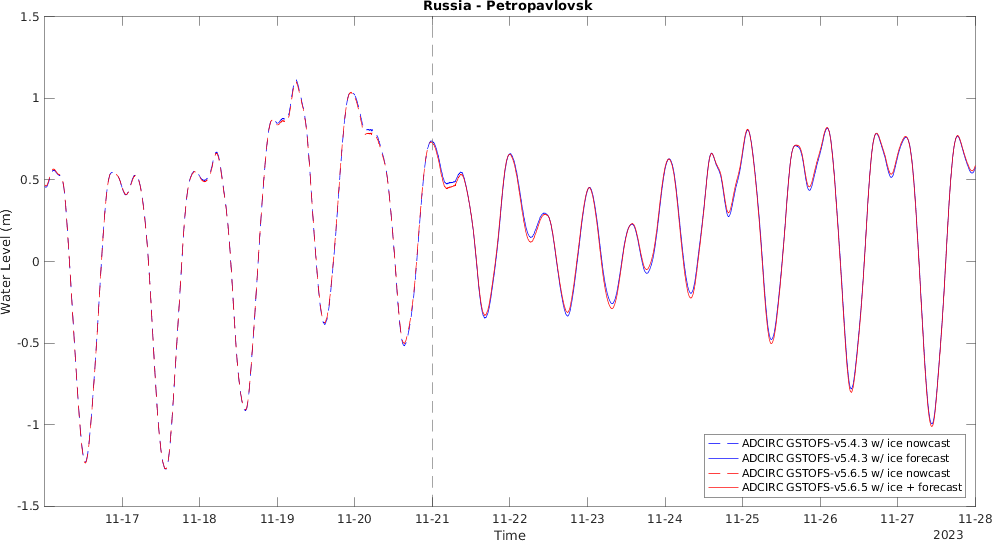 Russia - Petropavlovsk
1.5
1
0.5
0
-0.5
-1
-1.5
Water Level (m)
ADCIRC GSTOFS-v5.4.3 w/ ice nowcast
ADCIRC GSTOFS-v5.4.3 w/ ice forecast
ADCIRC GSTOFS-v5.6.5 w/ ice nowcast
ADCIRC GSTOFS-v5.6.5 w/ ice + forecast
11-17 11-18 11-19 11-20 11-21 11-22 11-23 11-24 11-25 11-26 11-27 11-28
Time
2023